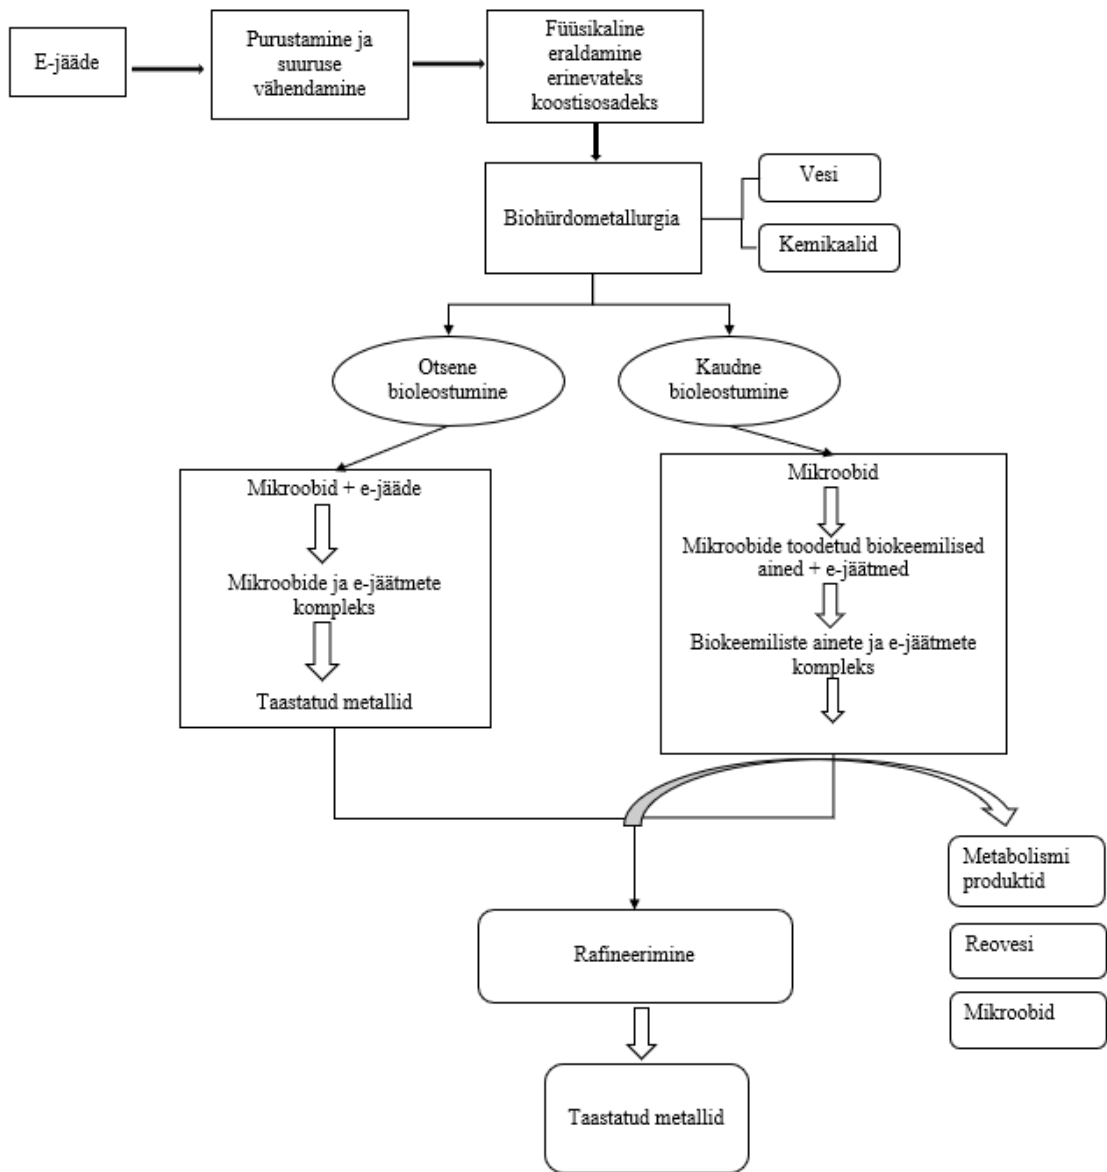 E-jääde
Purustamine ja
suuruse
vähendamine
Füüsikaline
eraldamine
erinevateks
koostisosadeks
Biohürdometallurgia
Vesi
Kemikaalid
Otsene
bioleostumine
Kaudne
bioleostumine
Mikroobid + e-jääde
Mikroobide ja e-jäätmete
kompleks
Taastatud metallid
Mikroobid
Mikroobide toodetud biokeemilised
ained + e-jäätmed
Biokeemiliste ainete ja e-jäätmete
kompleks
Metabolismi
produktid
Reovesi
Mikroobid
Rafineerimine
Taastatud metallid